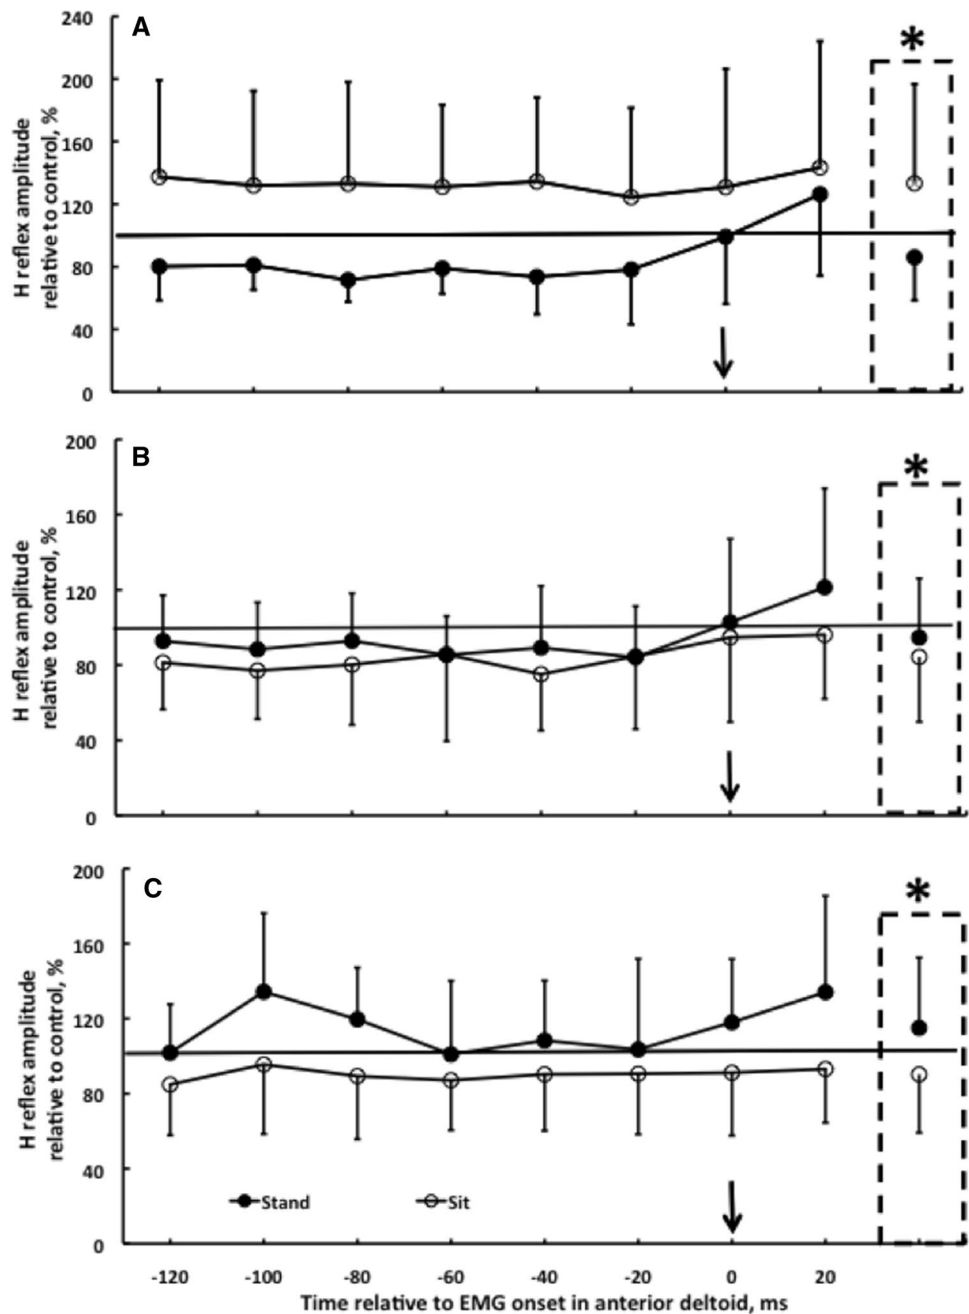 A
*
240
200
160
120
80
40
0
H reflex amplitude
relative to control, %
B
*
200
160
120
80
40
0
H reflex amplitude
relative to control, %
C
*
200
160
120
80
40
0
H reflex amplitude
relative to control, %
Stand Sit
-120 -100 -80 -60 -40 -20 0 20
Time relative to EMG onset in anterior deltoid, ms